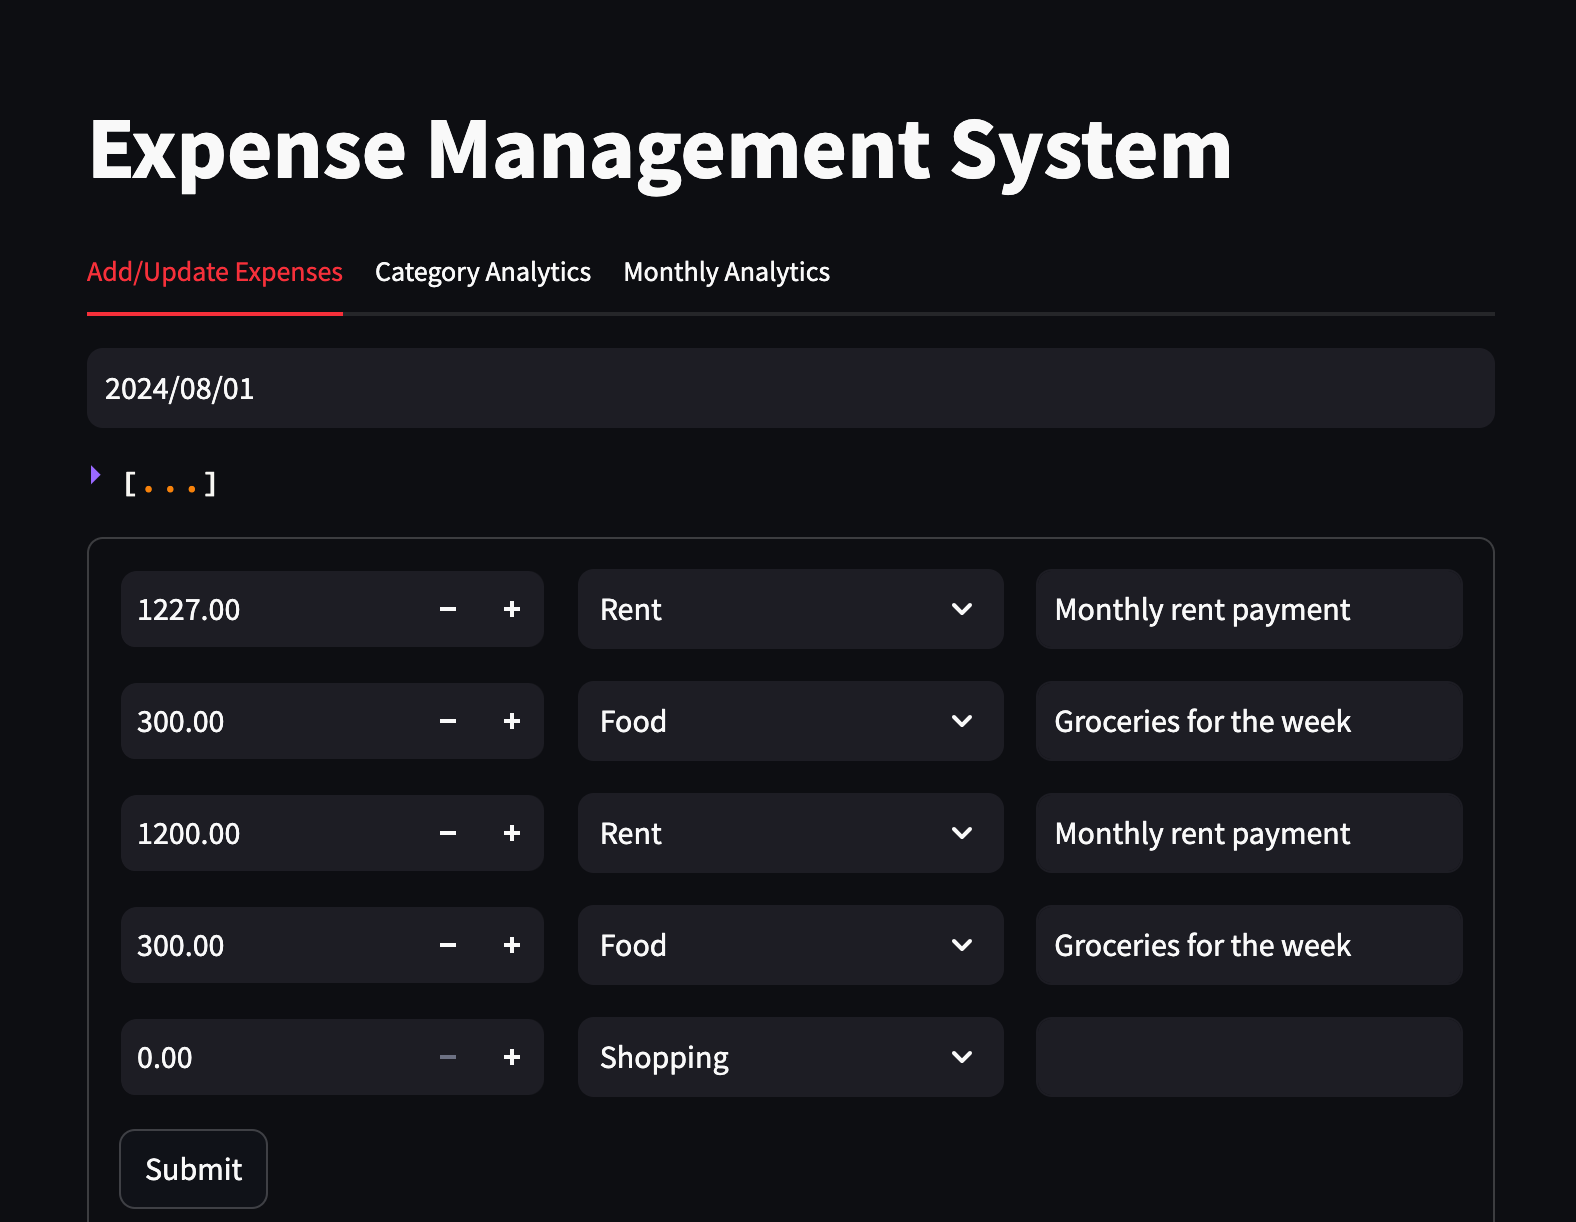 Expense Management System
Add/Update Expenses Category Analytics Monthly Analytics
2024/08/01
[...]
1227.00 − + Rent Monthly rent payment
300.00 − + Food Groceries for the week
1200.00 − + Rent Monthly rent payment
300.00 − + Food Groceries for the week
0.00 − + Shopping
Submit